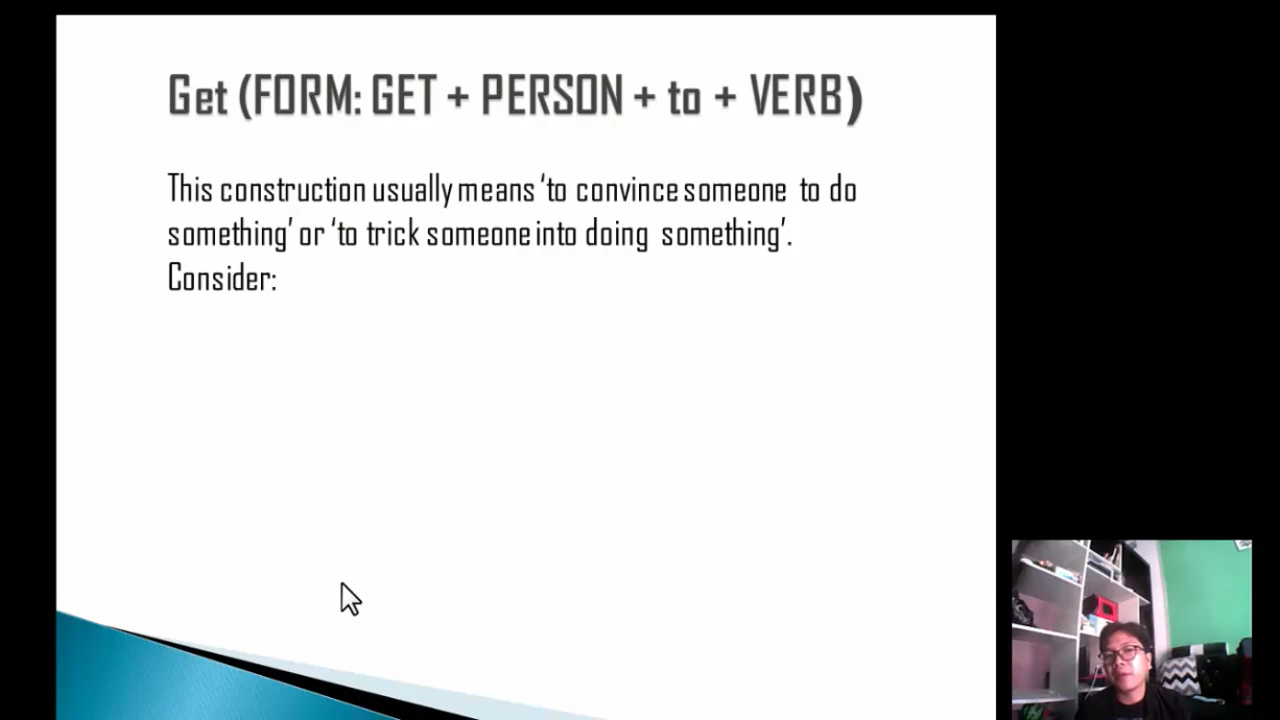 Get (FORM: GET + PERSON + to + VERB)
This construction usually means ‘to convince someone to do
something’ or ‘to trick someone into doing something’.
Consider: